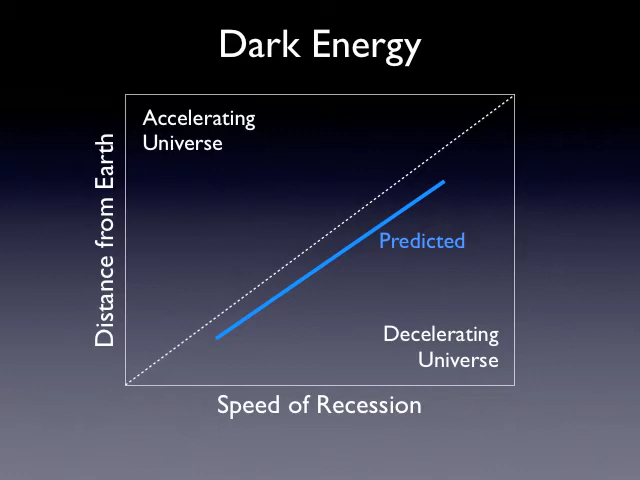 Dark Energy
Accelerating
Universe
Distance from Earth
Predicted
Decelerating
Universe
Speed of Recession